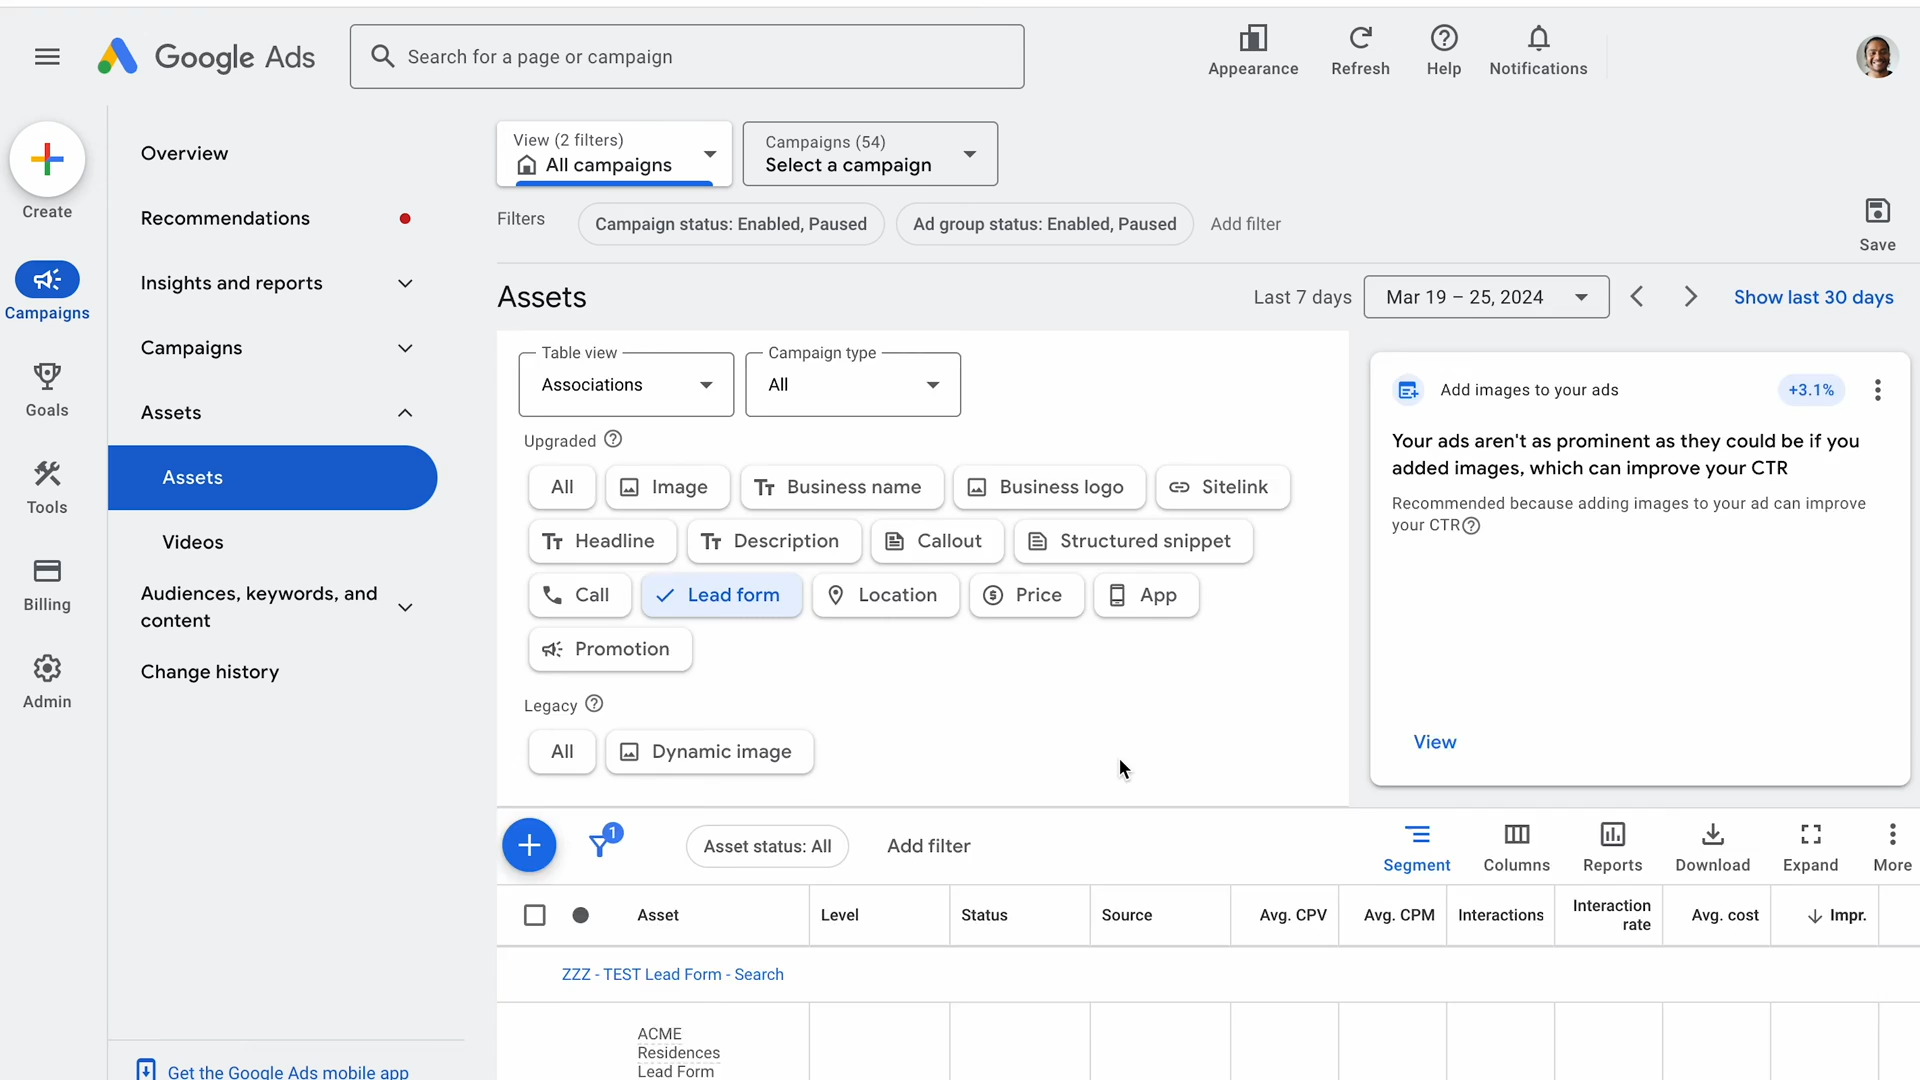 Google Ads
Search for a page or campaign
Appearance
Refresh
Help
Notifications
Create
Campaigns
Goals
Tools
Billing
Admin
Overview
Recommendations
Insights and reports
Campaigns
Assets
Assets
Videos
Audiences, keywords, and
content
Change history
Get the Google Ads mobile app
View (2 filters)
All campaigns
Campaigns (54)
Select a campaign
Filters
Campaign status: Enabled, Paused
Ad group status: Enabled, Paused
Add filter
Save
Assets
Last 7 days
Mar 19 – 25, 2024
Show last 30 days
Table view
Associations
Campaign type
All
Upgraded
All
Image
Business name
Business logo
Sitelink
Headline
Description
Callout
Structured snippet
Call
Lead form
Location
Price
App
Promotion
Legacy
All
Dynamic image
Add images to your ads
+3.1%
Your ads aren't as prominent as they could be if you
added images, which can improve your CTR
Recommended because adding images to your ad can improve
your CTR
View
1
Asset status: All
Add filter
Segment
Columns
Reports
Download
Expand
More
Asset
Level
Status
Source
Avg. CPV
Avg. CPM
Interactions
Interaction
rate
Avg. cost
Impr.
ZZZ - TEST Lead Form - Search
ACME
Residences
Lead Form